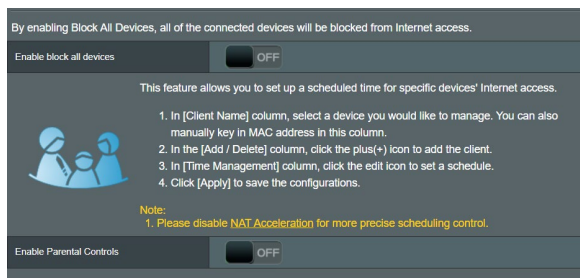 By enabling Block All Devices, all of the connected devices will be blocked from Internet access.
Enable block all devices
OFF
This feature allows you to set up a scheduled time for specific devices' Internet access.
1. In [Client Name] column, select a device you would like to manage. You can also
manually key in MAC address in this column.
2. In the [Add / Delete] column, click the plus(+) icon to add the client.
3. In [Time Management] column, click the edit icon to set a schedule.
4. Click [Apply] to save the configurations.
Note:
1. Please disable NAT Acceleration for more precise scheduling control.
Enable Parental Controls
OFF